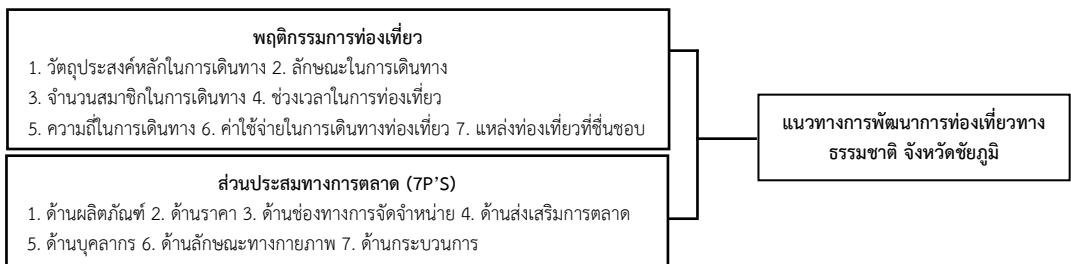 พฤติกรรมการท่องเที่ยว
1. วัตถุประสงค์หลักในการเดินทาง 2. ลักษณะในการเดินทาง
3. จำนวนสมาชิกในการเดินทาง 4. ช่วงเวลาในการท่องเที่ยว
5. ความถี่ในการเดินทาง 6. ค่าใช้จ่ายในการเดินทางท่องเที่ยว 7. แหล่งท่องเที่ยวที่ชื่นชอบ
ส่วนประสมทางการตลาด (7P'S)
1. ด้านผลิตภัณฑ์ 2. ด้านราคา 3. ด้านช่องทางการจัดจำหน่าย 4. ด้านส่งเสริมการตลาด
5. ด้านบุคลากร 6. ด้านลักษณะทางกายภาพ 7. ด้านกระบวนการ
แนวทางการพัฒนาการท่องเที่ยวทาง
ธรรมชาติ จังหวัดชัยภูมิ